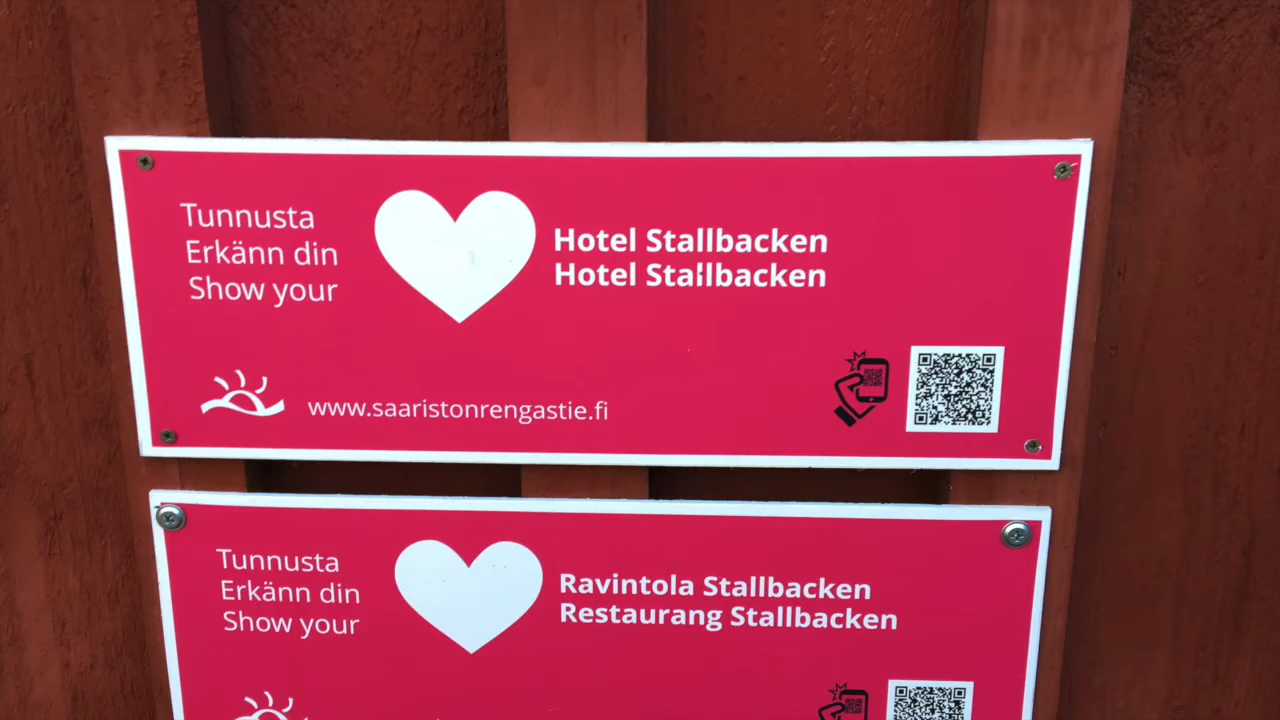 Tunnusta
Erkänn din
Show your
Hotel Stallbacken
Hotel Stallbacken
www.saaristonrengastie.fi
Tunnusta
Erkänn din
Show your
Ravintola Stallbacken
Restaurang Stallbacken